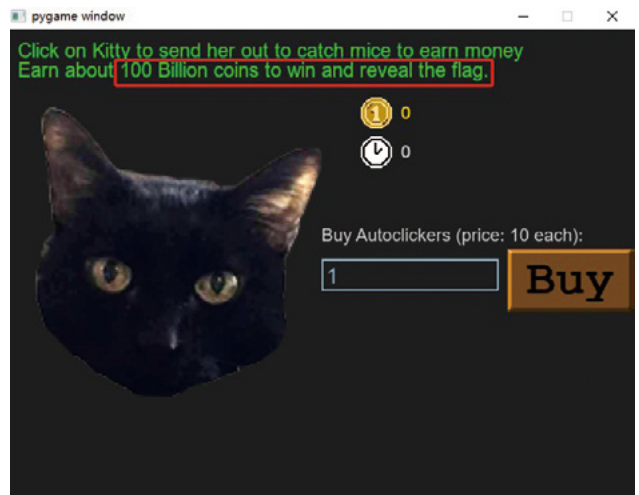 pygame window
Click on Kitty to send her out to catch mice to earn money
Earn about 100 Billion coins to win and reveal the flag.
1 0
0
Buy Autoclickers (price: 10 each):
1 Buy